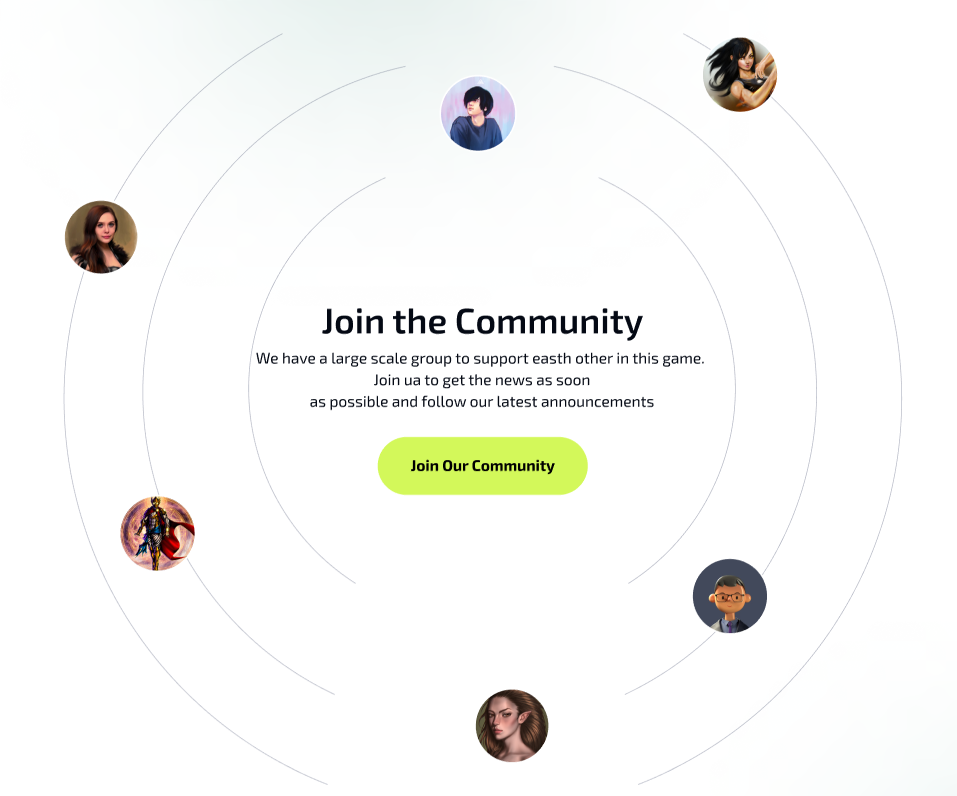 Join the Community
We have a large scale group to support easth other in this game.
Join ua to get the news as soon
as possible and follow our latest announcements
Join Our Community